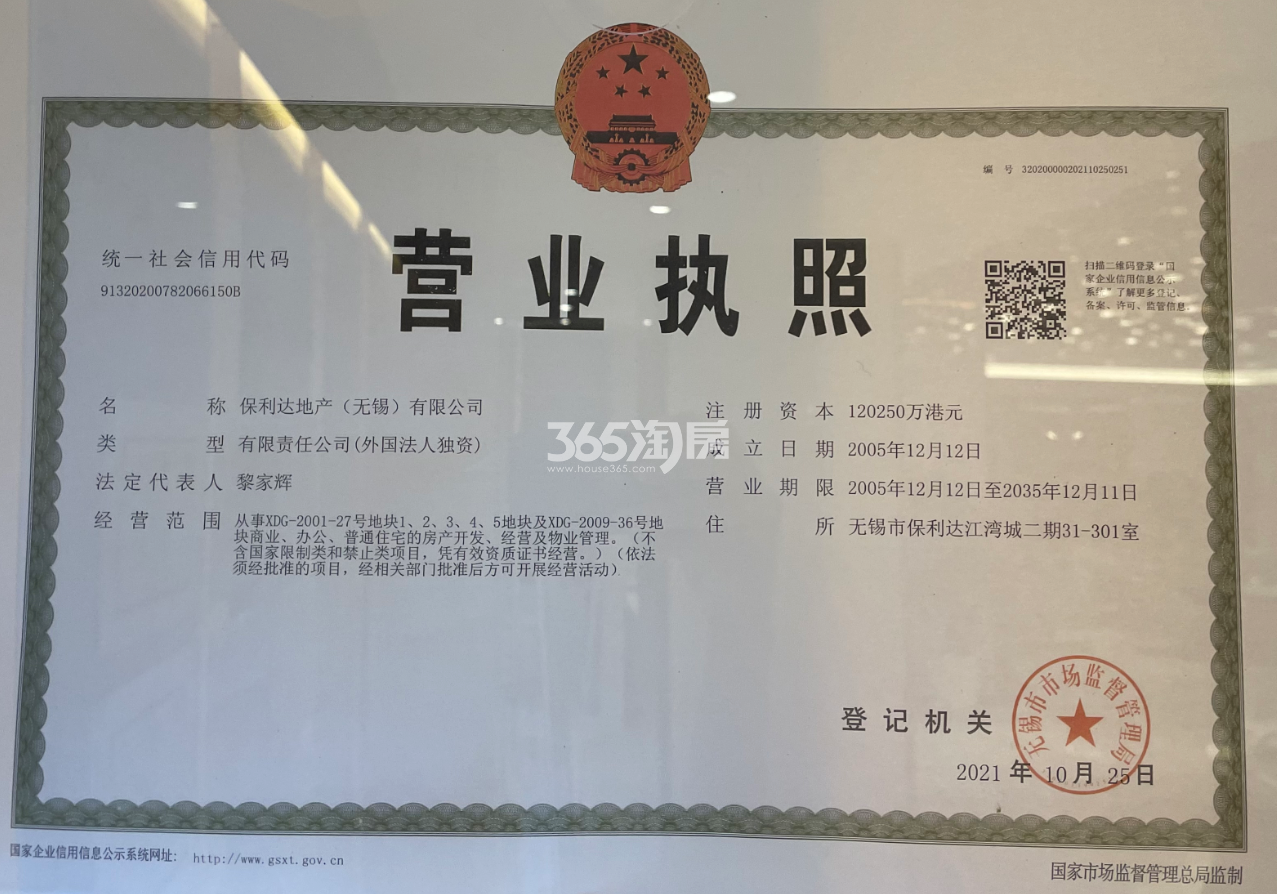 编 号 320200000202110250251
营业执照
统一社会信用代码
91320200782066150B
扫描二维码登录“国
家企业信用信息公示
系统”了解更多登记、
备案、许可、监管信息。
名 称 保利达地产（无锡）有限公司
类 型 有限责任公司(外国法人独资)
法定代表人 黎家辉
经营范围 从事XDG-2001-27号地块1、2、3、4、5地块及XDG-2009-36号地
块商业、办公、普通住宅的房产开发、经营及物业管理。（不
含国家限制类和禁止类项目，凭有效资质证书经营。）（依法
须经批准的项目，经相关部门批准后方可开展经营活动）
注册资本 120250万港元
成立日期 2005年12月12日
营业期限 2005年12月12日至2035年12月11日
住 所 无锡市保利达江湾城二期31-301室
365淘房
www.house365.com
登记机关
无锡市市场监督管理局
2021 年 10 月 25 日
国家企业信用信息公示系统网址： http://www.gsxt.gov.cn
国家市场监督管理总局监制